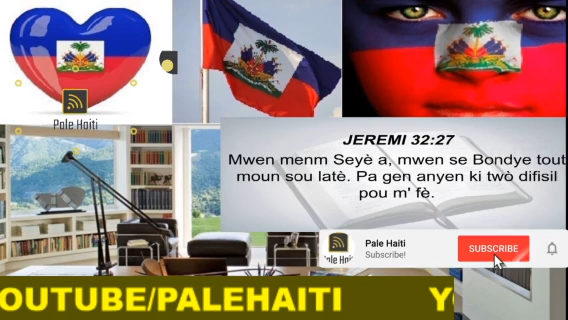 Pale Haiti
JEREMI 32:27
Mwen menm Seyè a, mwen se Bondye tout
moun sou latè. Pa gen anyen ki twò difisil
pou m' fè.
Pale Haiti
Subscribe!
SUBSCRIBE
OUTUBE/PALEHAITI